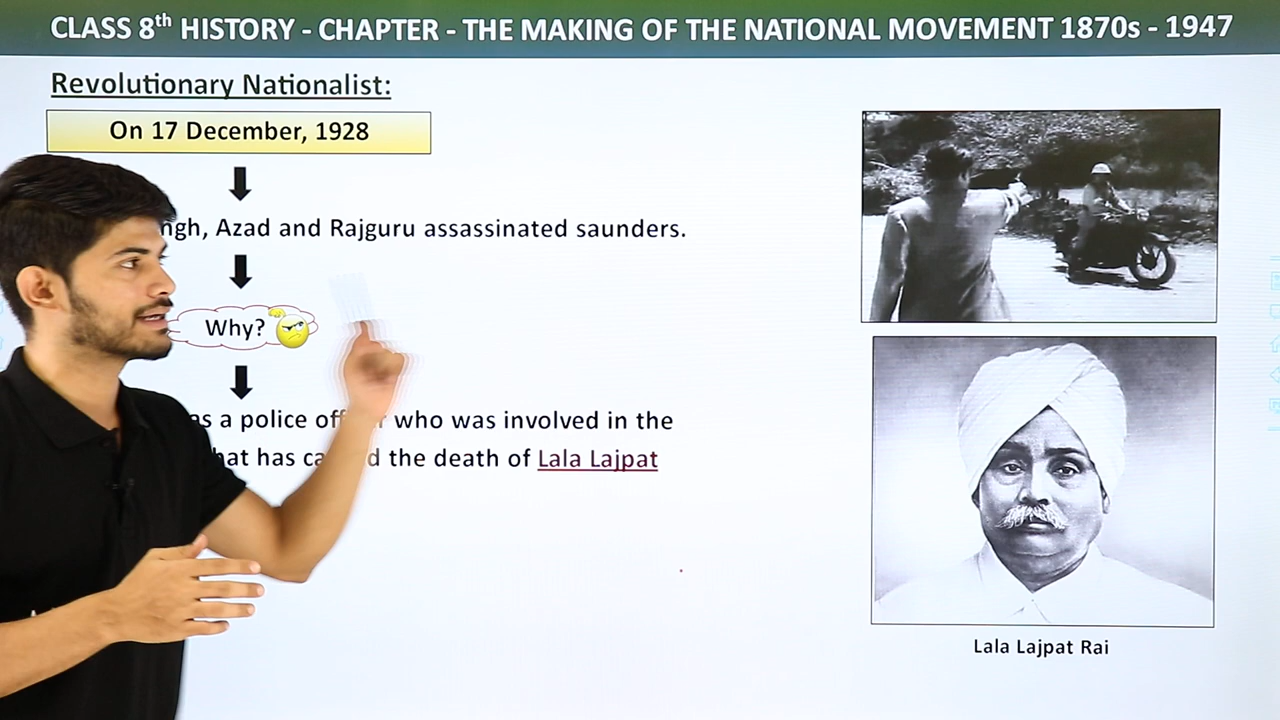 CLASS 8th HISTORY - CHAPTER - THE MAKING OF THE NATIONAL MOVEMENT 1870s - 1947
Revolutionary Nationalist:
On 17 December, 1928
ngh, Azad and Rajguru assassinated saunders.
Why?
as a police off who was involved in the
hat has ca d the death of Lala Lajpat
Lala Lajpat Rai